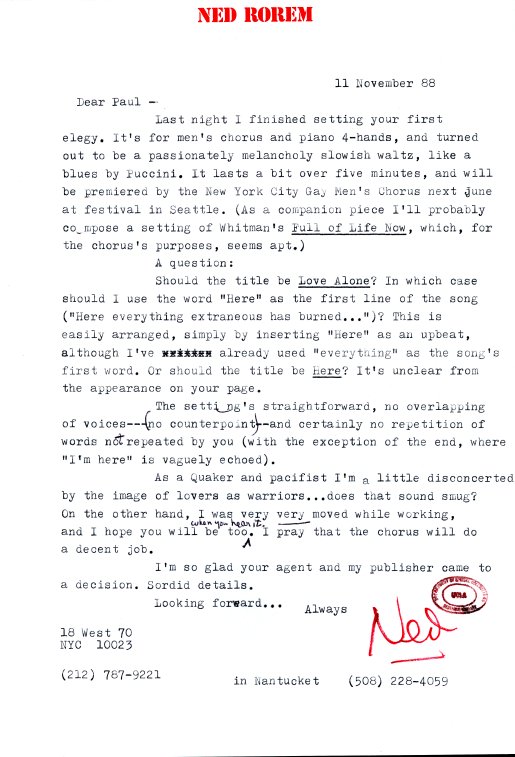 NED ROREM
11 November 88
Dear Paul -
Last night I finished setting your first
elegy. It's for men's chorus and piano 4-hands, and turned
out to be a passionately melancholy slowish waltz, like a
blues by Puccini. It lasts a bit over five minutes, and will
be premiered by the New York City Gay Men's Chorus next June
at festival in Seattle. (As a companion piece I'll probably
co mpose a setting of Whitman's Full of Life Now, which, for
the chorus's purposes, seems apt.)
A question:
Should the title be Love Alone? In which case
should I use the word "Here" as the first line of the song
("Here everything extraneous has burned...")? This is
easily arranged, simply by inserting "Here" as an upbeat,
although I've already used "everything" as the song's
first word. Or should the title be Here? It's unclear from
the appearance on your page.
The setting's straightforward, no overlapping
of voices---(no counterpoint)--and certainly no repetition of
words not repeated by you (with the exception of the end, where
"I'm here" is vaguely echoed).
As a Quaker and pacifist I'm a little disconcerted
by the image of lovers as warriors...does that sound smug?
On the other hand, I was very very moved while working,
and I hope you will be too, when you hear it. I pray that the chorus will do
a decent job.
I'm so glad your agent and my publisher came to
a decision. Sordid details.
Looking forward...
Always
Ned
UCLA
18 West 70
NYC 10023
(212) 787-9221
in Nantucket (508) 228-4059